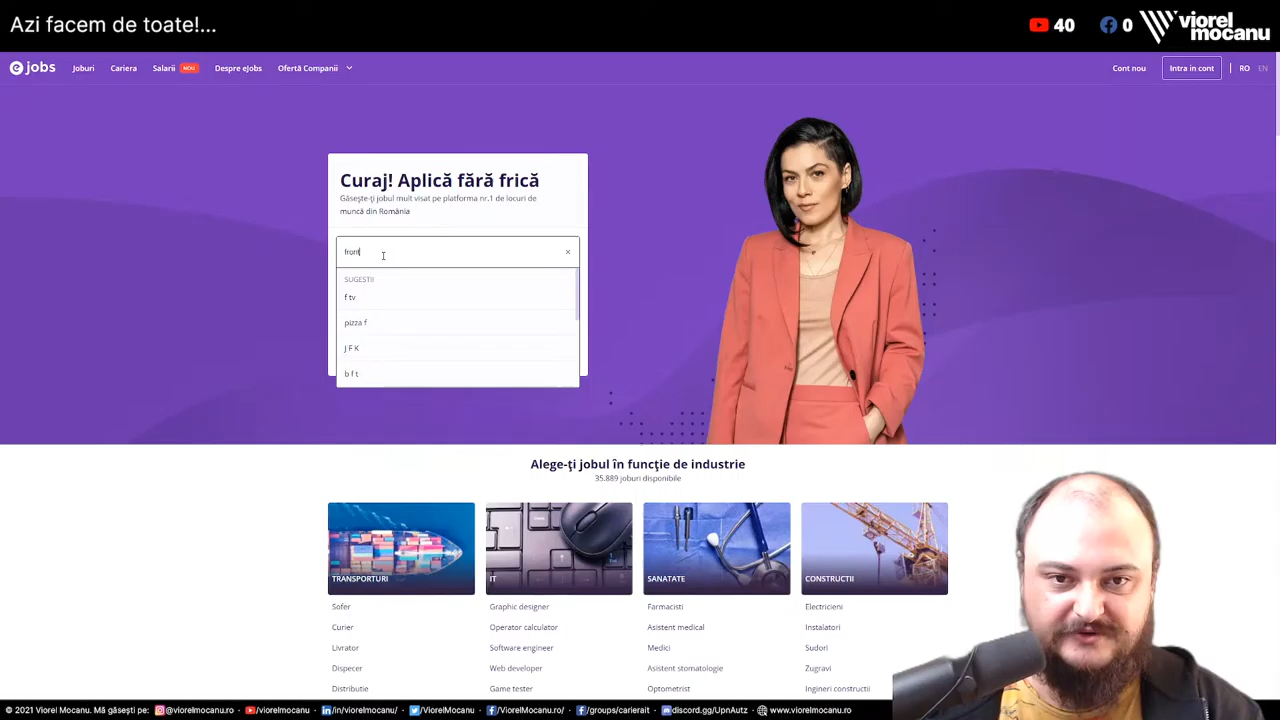 Azi facem de toate!...
40
0
viorel
mocanu
e jobs
Joburi
Cariera
Salarii NOU
Despre eJobs
Ofertă Companii
Cont nou
Intra in cont
RO
EN
Curaj! Aplică fără frică
Găsește-ți jobul mult visat pe platforma nr.1 de locuri de
muncă din România
front
×
SUGESTII
f tv
pizza f
J F K
b f t
Alege-ți jobul în funcție de industrie
35.889 joburi disponibile
TRANSPORTURI
Sofer
Curier
Livrator
Dispecer
Distributie
IT
Graphic designer
Operator calculator
Software engineer
Web developer
Game tester
SANATATE
Farmacisti
Asistent medical
Medici
Asistent stomatologie
Optometrist
CONSTRUCTII
Electricieni
Instalatori
Sudori
Zugravi
Ingineri constructii
© 2021 Viorel Mocanu. Mă găsești pe: @viorelmocanu.ro /viorelmocanu /in/viorelmocanu/ /ViorelMocanu /ViorelMocanu.ro/ /groups/carierait discord.gg/UpnAutz www.viorelmocanu.ro